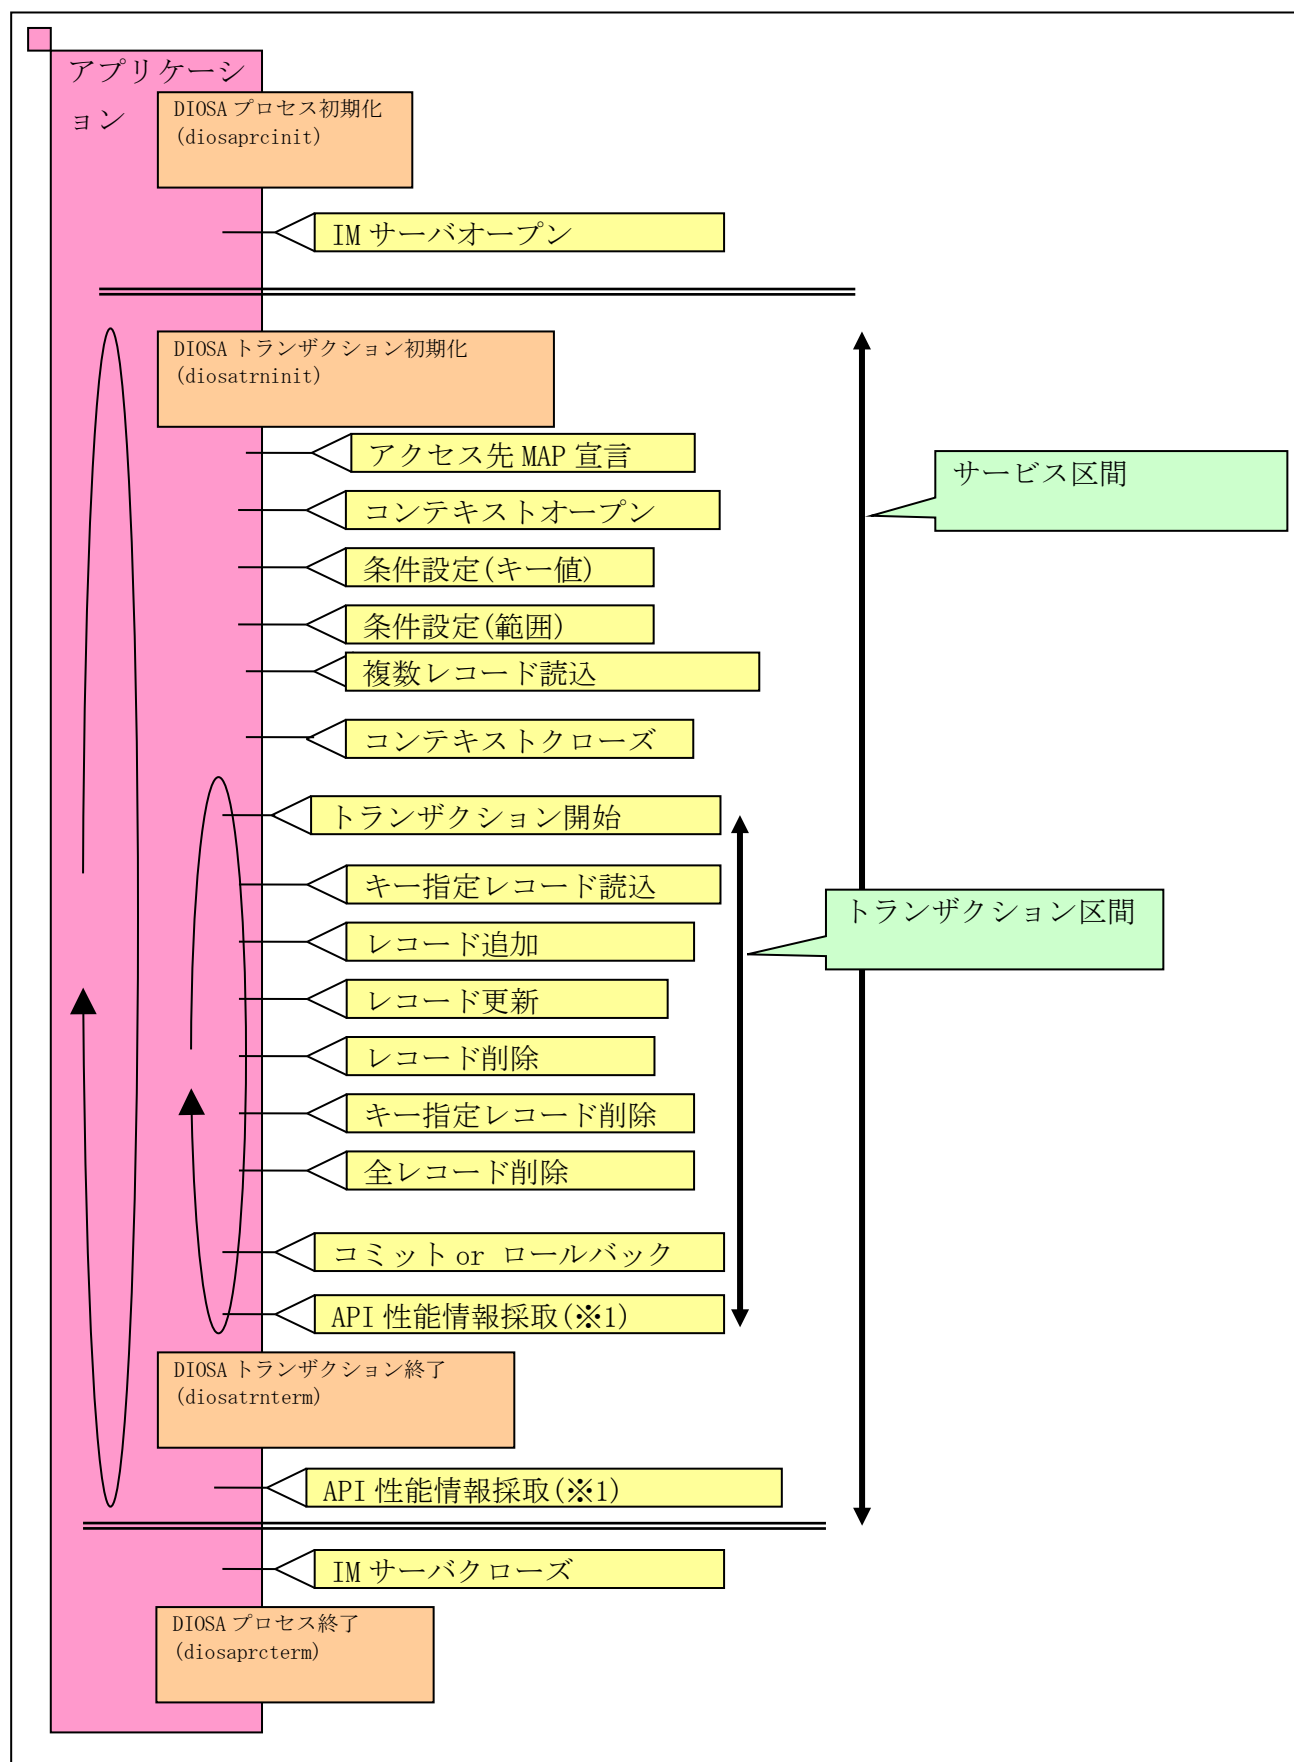 アプリケーシ
ョン
DIOSA プロセス初期化
(diosaprcinit)
IM サーバオープン
DIOSA トランザクション初期化
(diosatrninit)
アクセス先 MAP 宣言
サービス区間
コンテキストオープン
条件設定(キー値)
条件設定(範囲)
複数レコード読込
コンテキストクローズ
トランザクション開始
キー指定レコード読込
トランザクション区間
レコード追加
レコード更新
レコード削除
キー指定レコード削除
全レコード削除
コミット or ロールバック
API 性能情報採取(※1)
DIOSA トランザクション終了
(diosatrnterm)
API 性能情報採取(※1)
IM サーバクローズ
DIOSA プロセス終了
(diosaprcterm)